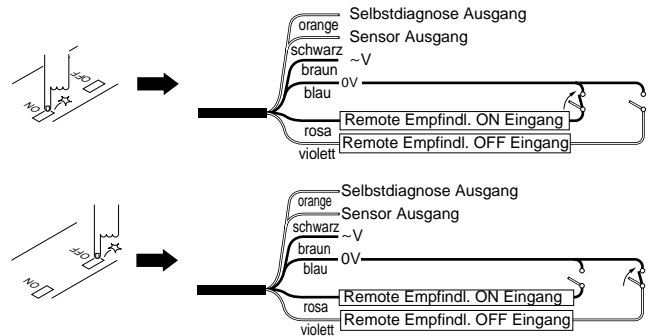 Selbstdiagnose Ausgang
orange
Sensor Ausgang
schwarz
~V
braun
0V
blau
OFF
ON
Remote Empfindl. ON Eingang
rosa
Remote Empfindl. OFF Eingang
violett
Selbstdiagnose Ausgang
orange
Sensor Ausgang
schwarz
~V
braun
0V
blau
OFF
ON
Remote Empfindl. ON Eingang
rosa
Remote Empfindl. OFF Eingang
violett